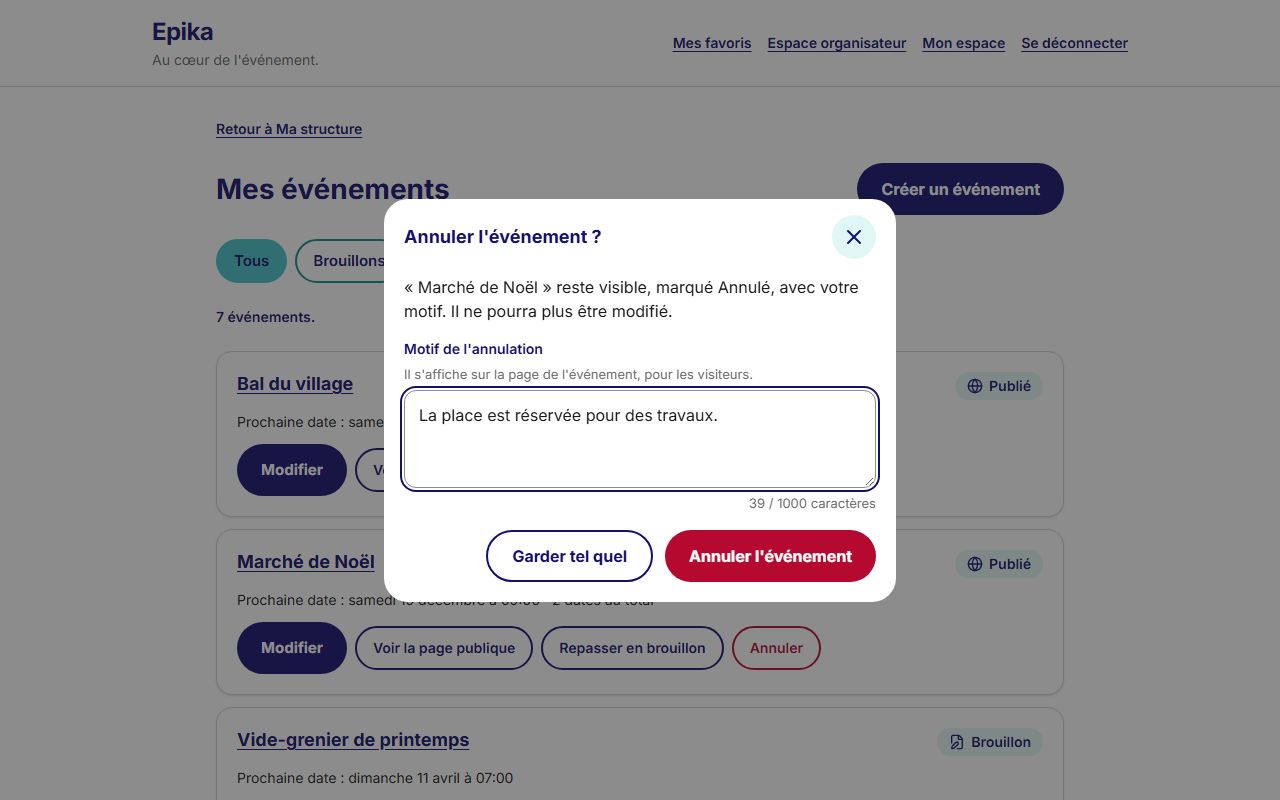 Epika
Au cœur de l'événement.
Mes favoris
Espace organisateur
Mon espace
Se déconnecter
Retour à Ma structure
Mes événements
Créer un événement
Tous
Brouillons
7 événements.
Annuler l'événement ?
« Marché de Noël » reste visible, marqué Annulé, avec votre
motif. Il ne pourra plus être modifié.
Motif de l'annulation
Il s'affiche sur la page de l'événement, pour les visiteurs.
La place est réservée pour des travaux.
39 / 1000 caractères
Garder tel quel
Annuler l'événement
Bal du village
Publié
Prochaine date :
Modifier
Marché de Noël
Publié
Prochaine date : samedi
Modifier
Voir la page publique
Repasser en brouillon
Annuler
Vide-grenier de printemps
Brouillon
Prochaine date : dimanche 11 avril à 07:00